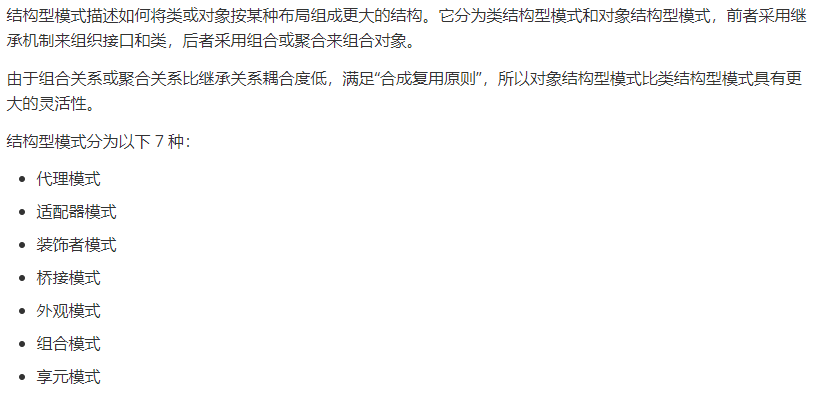 结构型模式描述如何将类或对象按某种布局组成更大的结构。它分为类结构型模式和对象结构型模式，前者采用继
承机制来组织接口和类，后者采用组合或聚合来组合对象。
由于组合关系或聚合关系比继承关系耦合度低，满足“合成复用原则”，所以对象结构型模式比类结构型模式具有更
大的灵活性。
结构型模式分为以下 7 种：
• 代理模式
• 适配器模式
• 装饰者模式
• 桥接模式
• 外观模式
• 组合模式
• 享元模式